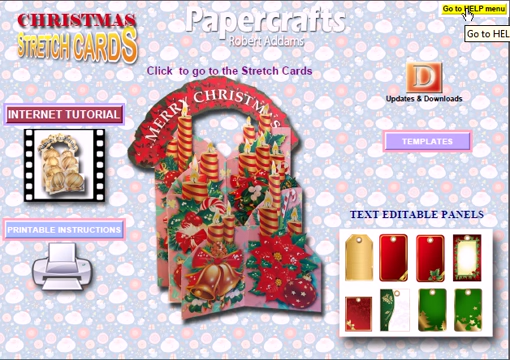 CHRISTMAS
STRETCH CARDS
Papercrafts
- Robert Addams
Go to HELP menu
Go to HEL
Click to go to the Stretch Cards
MERRY CHRISTMAS
D
Updates & Downloads
INTERNET TUTORIAL
TEMPLATES
PRINTABLE INSTRUCTIONS
TEXT EDITABLE PANELS